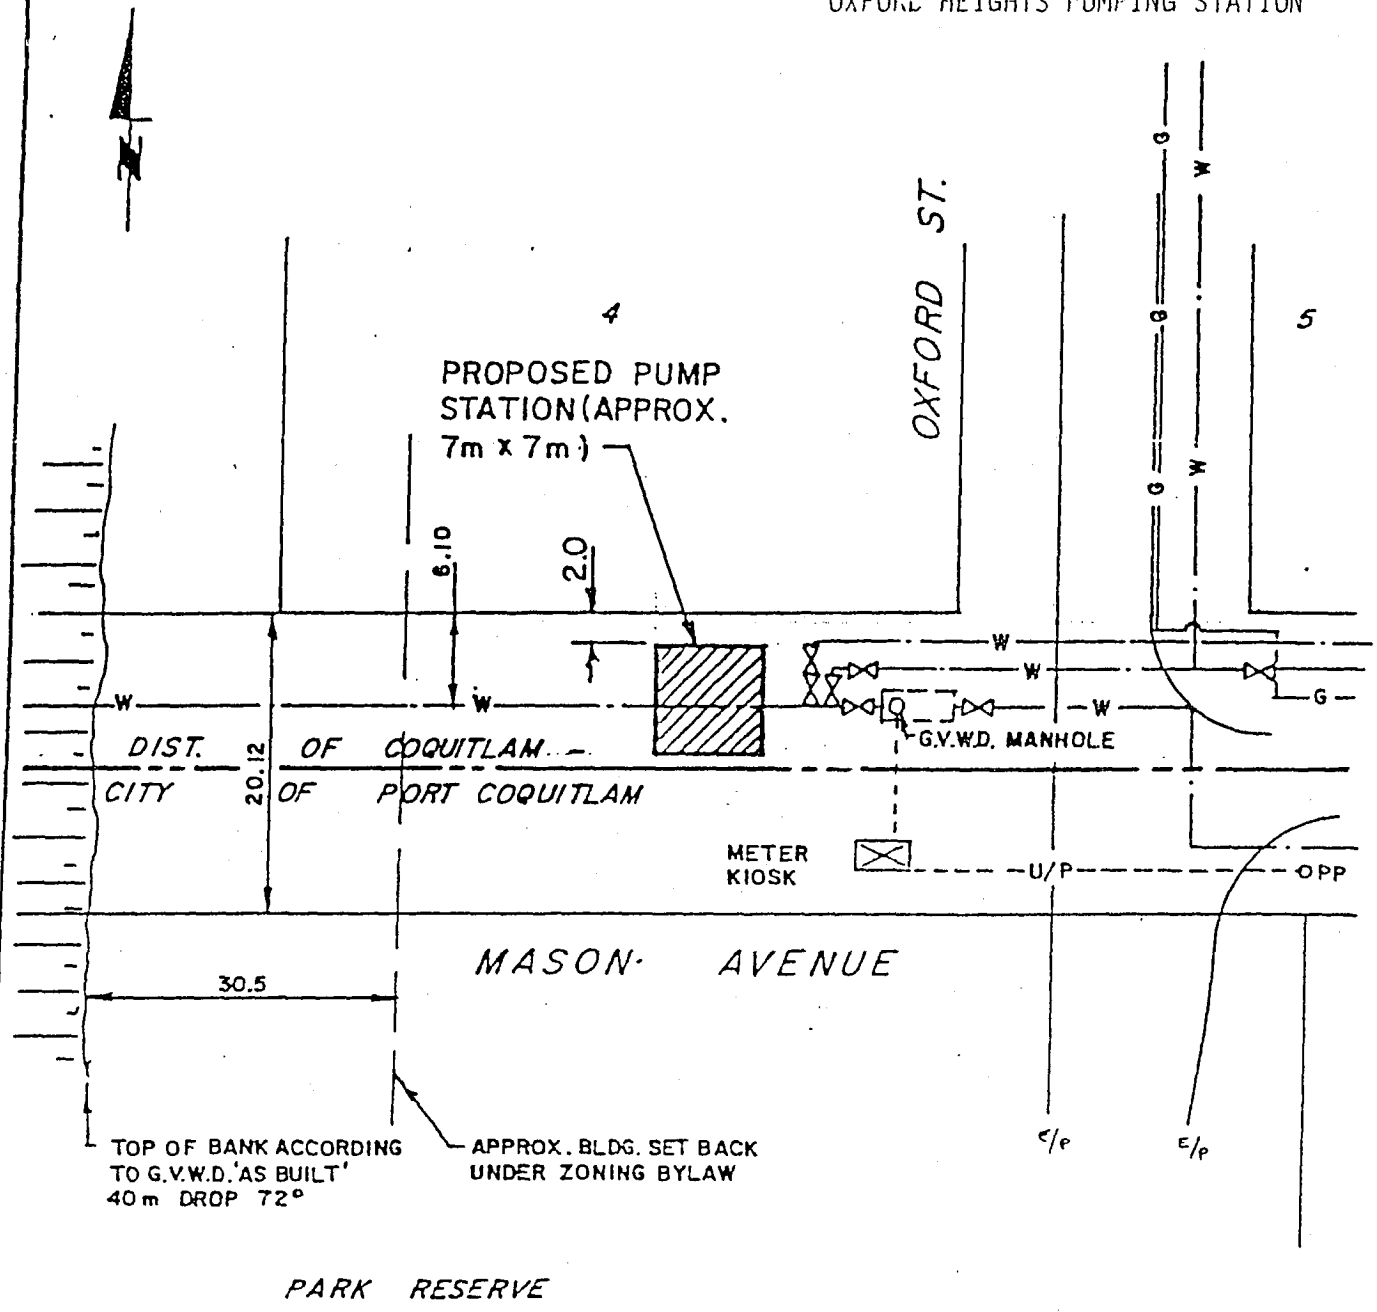 OXFORD HEIGHTS PUMPING STATION
N
OXFORD ST.
4
5
G
W
PROPOSED PUMP
STATION (APPROX.
7m x 7m)
G
W
G
6.10
2.0
W
W
W
W
W
G
G.V.W.D. MANHOLE
DIST. OF COQUITLAM
CITY OF PORT COQUITLAM
20.12
METER
KIOSK
U/P
OPP
MASON AVENUE
30.5
TOP OF BANK ACCORDING
TO G.V.W.D. 'AS BUILT'
40m DROP 72°
APPROX. BLDG. SET BACK
UNDER ZONING BYLAW
E/P
PARK RESERVE